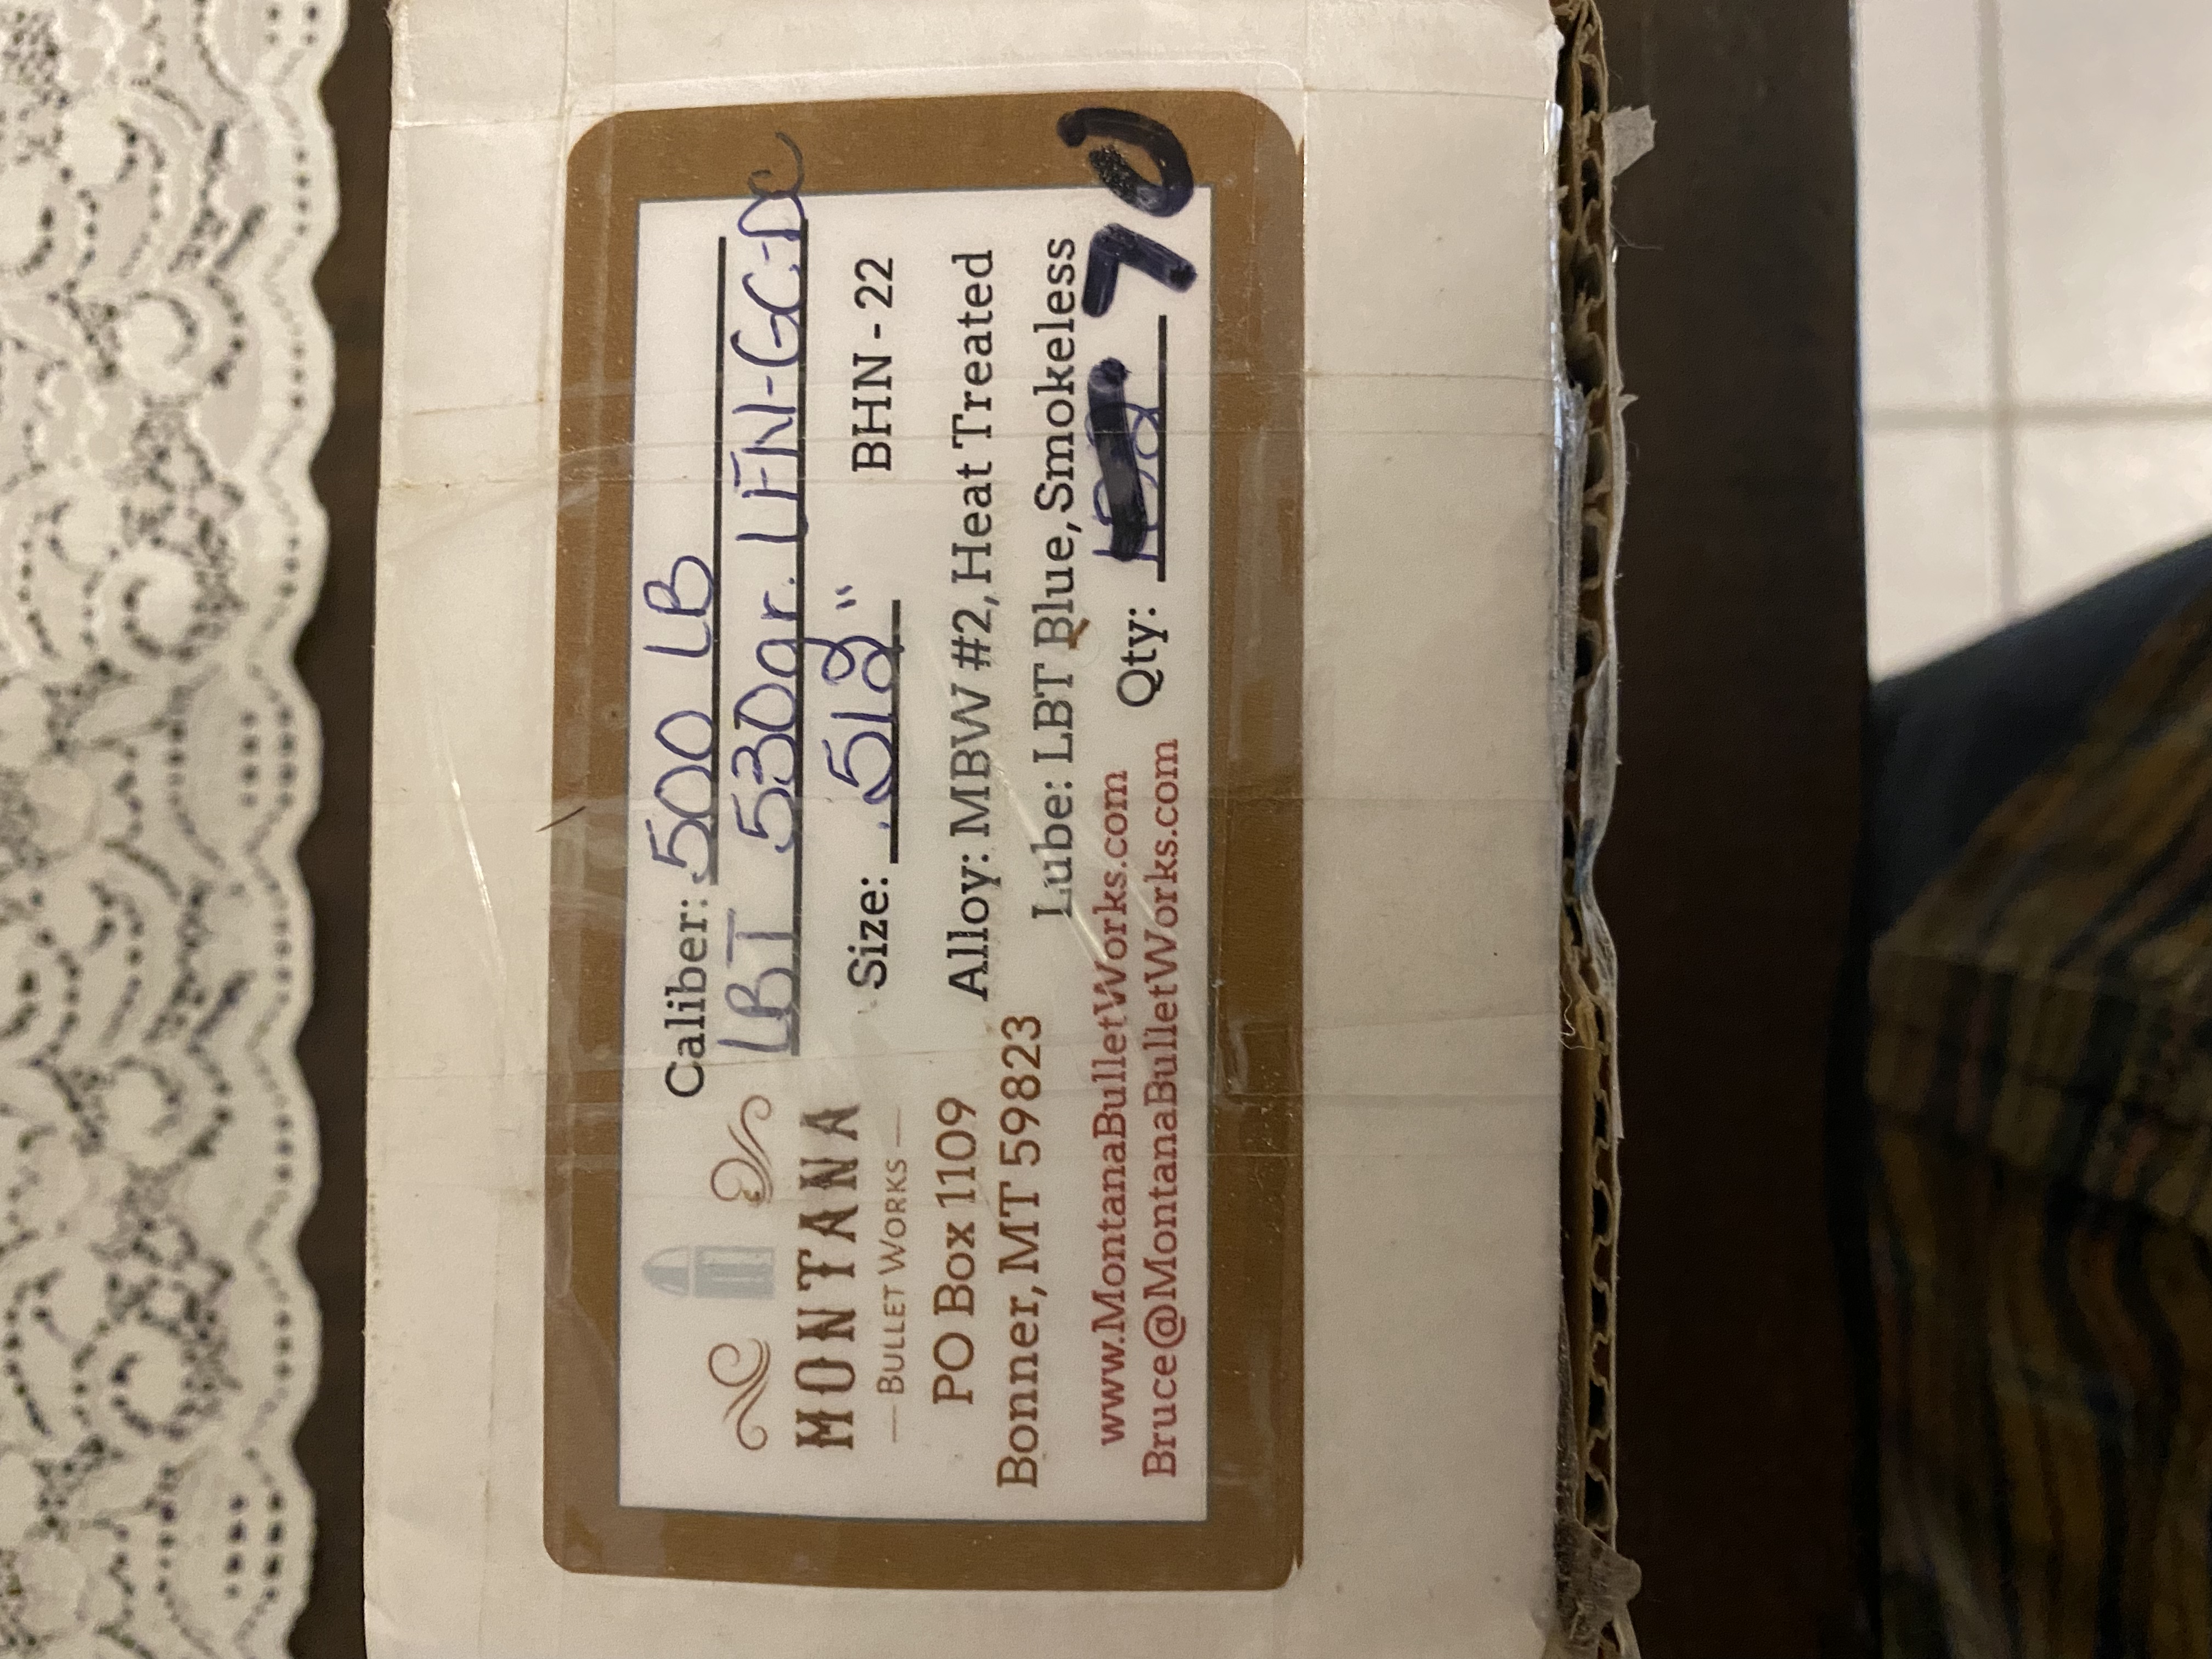 Caliber: 500 LB
LBT 530gr. LFN-GC-DC
Size: .512" BHN - 22
Alloy: MBW #2, Heat Treated
Lube: LBT Blue, Smokeless
Qty: 70
MONTANA
BULLET WORKS
PO Box 1109
Bonner, MT 59823
www.MontanaBulletWorks.com
Bruce@MontanaBulletWorks.com